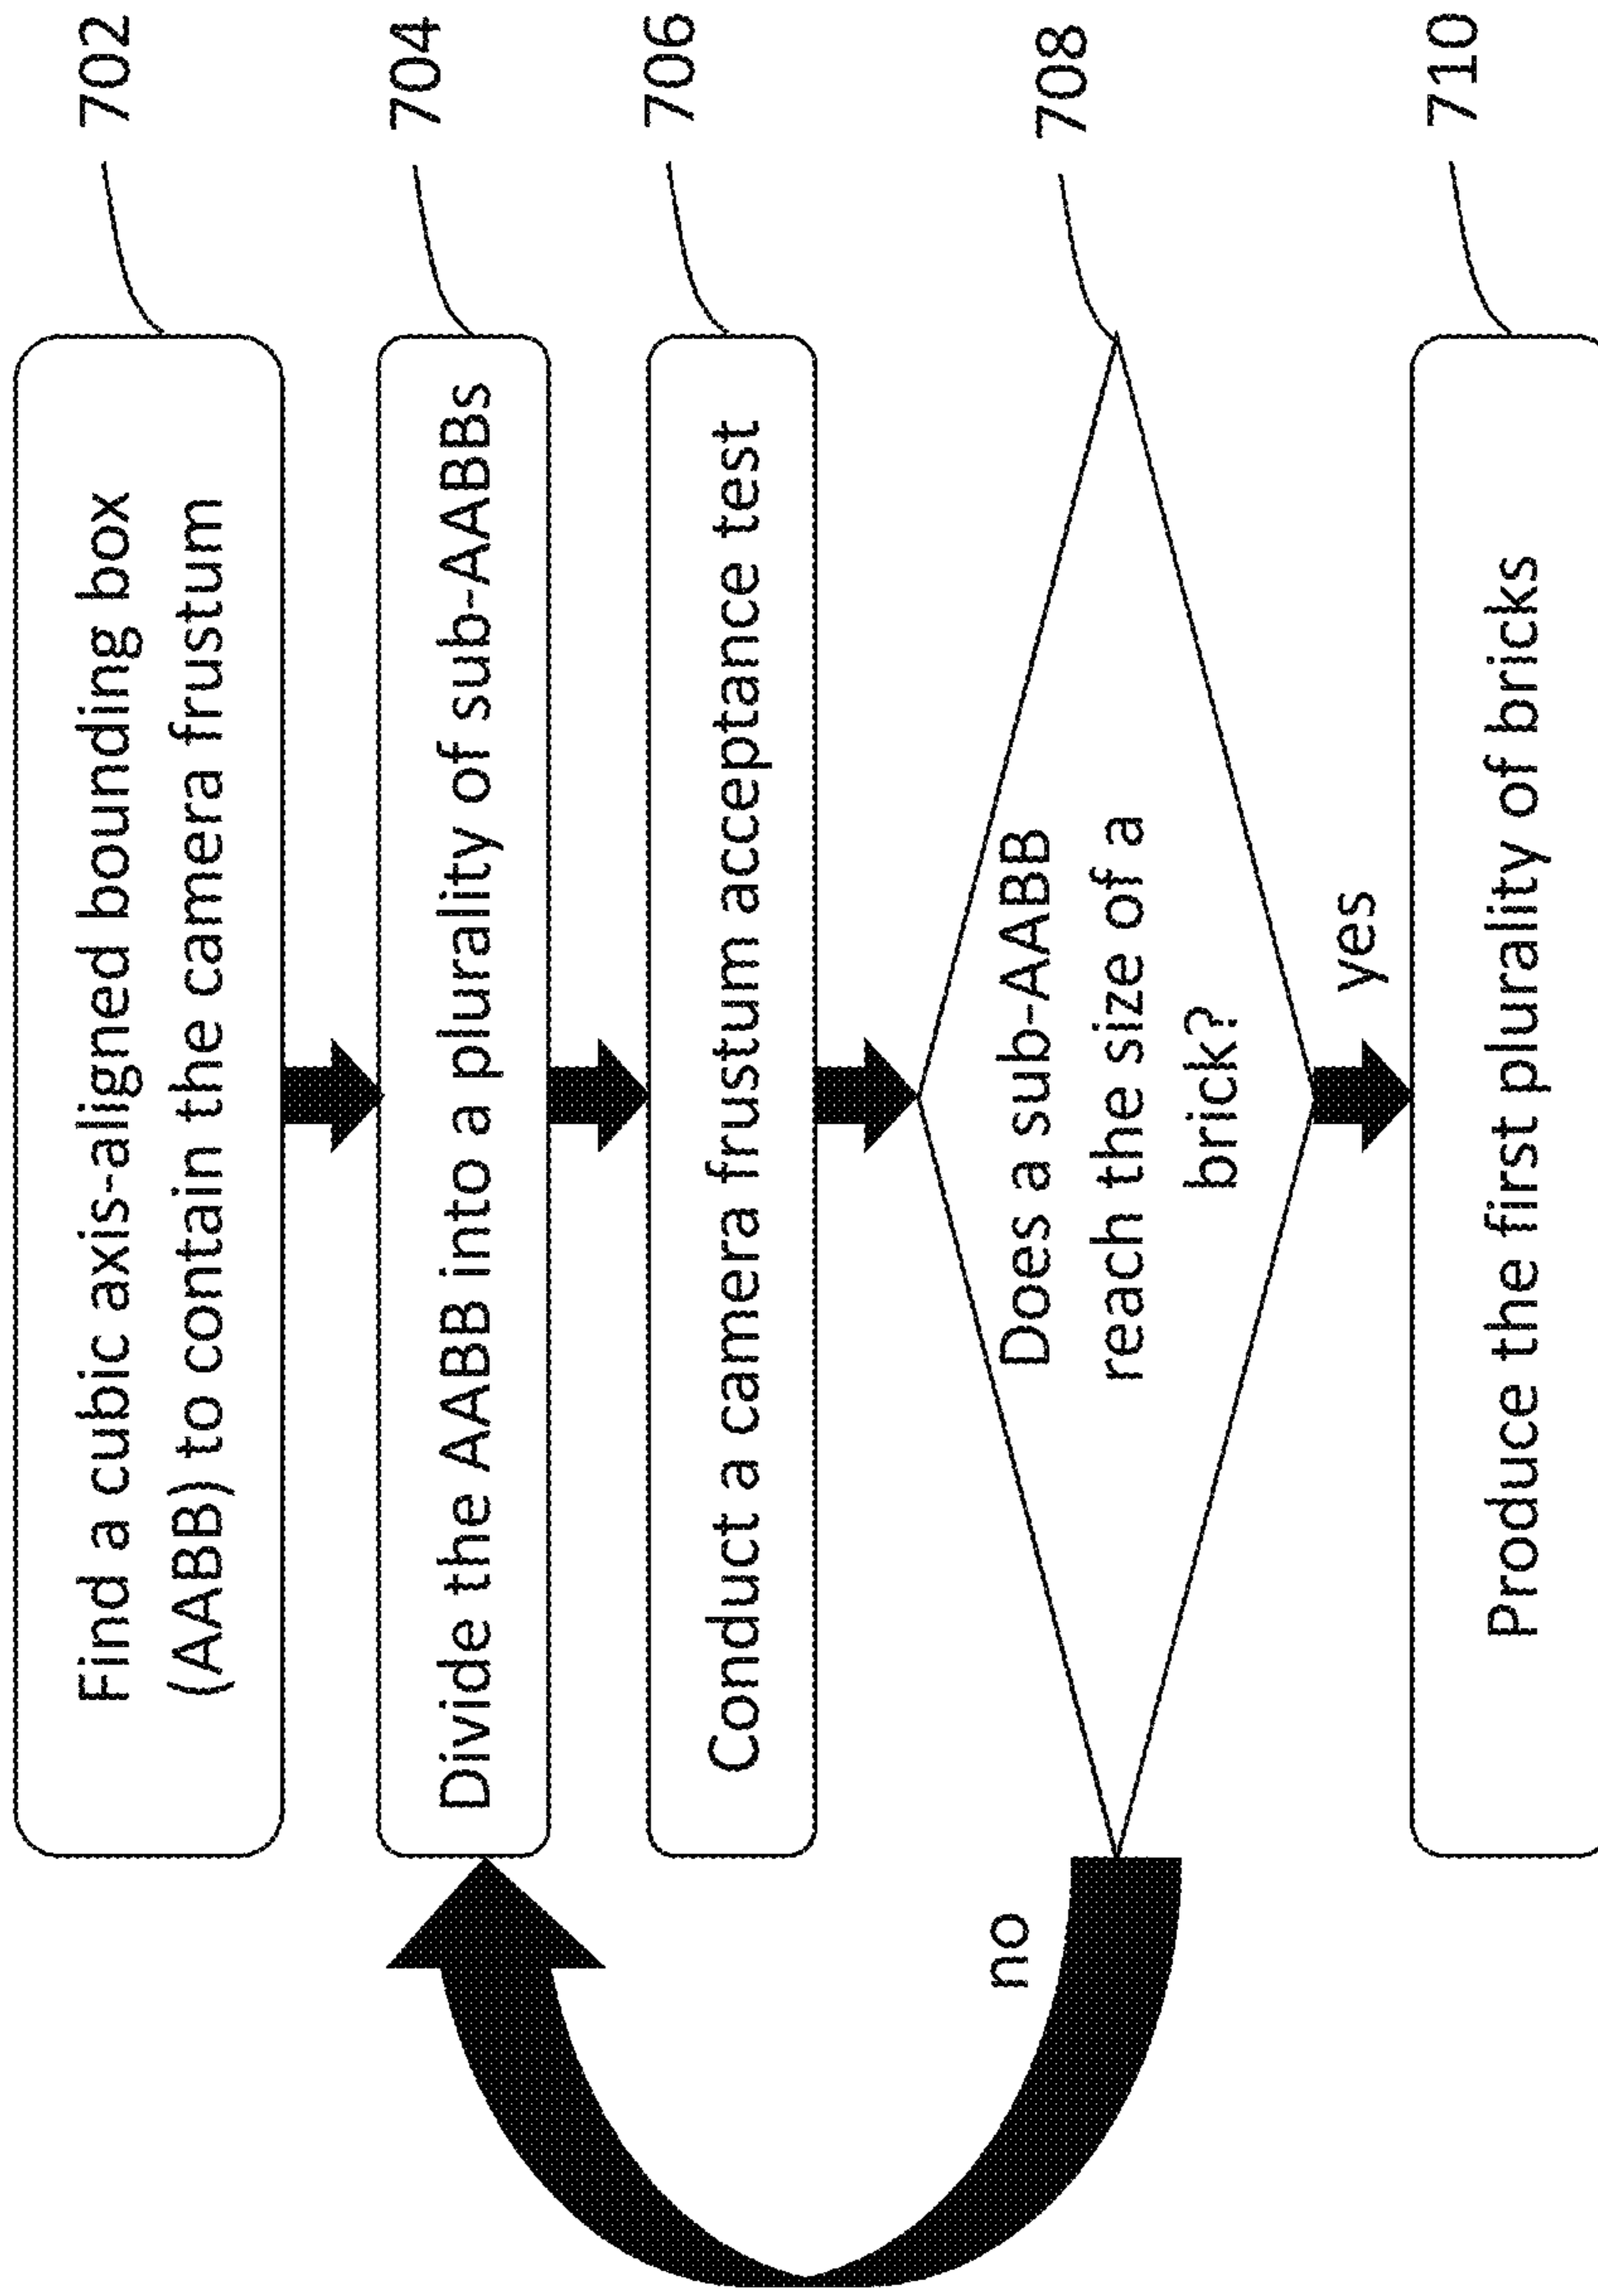 Find a cubic axis-aligned bounding box
(AABB) to contain the camera frustum
702
Divide the AABB into a plurality of sub-AABBs
704
Conduct a camera frustum acceptance test
706
Does a sub-AABB
reach the size of a
brick?
708
no
yes
Produce the first plurality of bricks
710